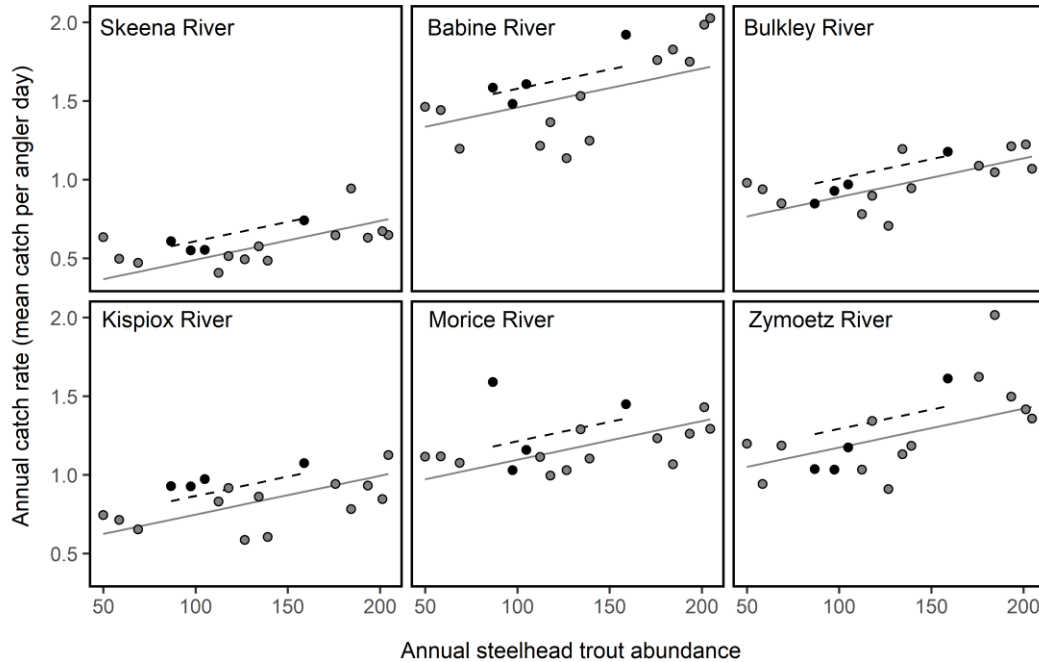 Annual catch rate (mean catch per angler day)
Skeena River
Babine River
Bulkley River
2.0
1.5
1.0
0.5
Kispiox River
Morice River
Zymoetz River
2.0
1.5
1.0
0.5
50 100 150 200
50 100 150 200
50 100 150 200
Annual steelhead trout abundance